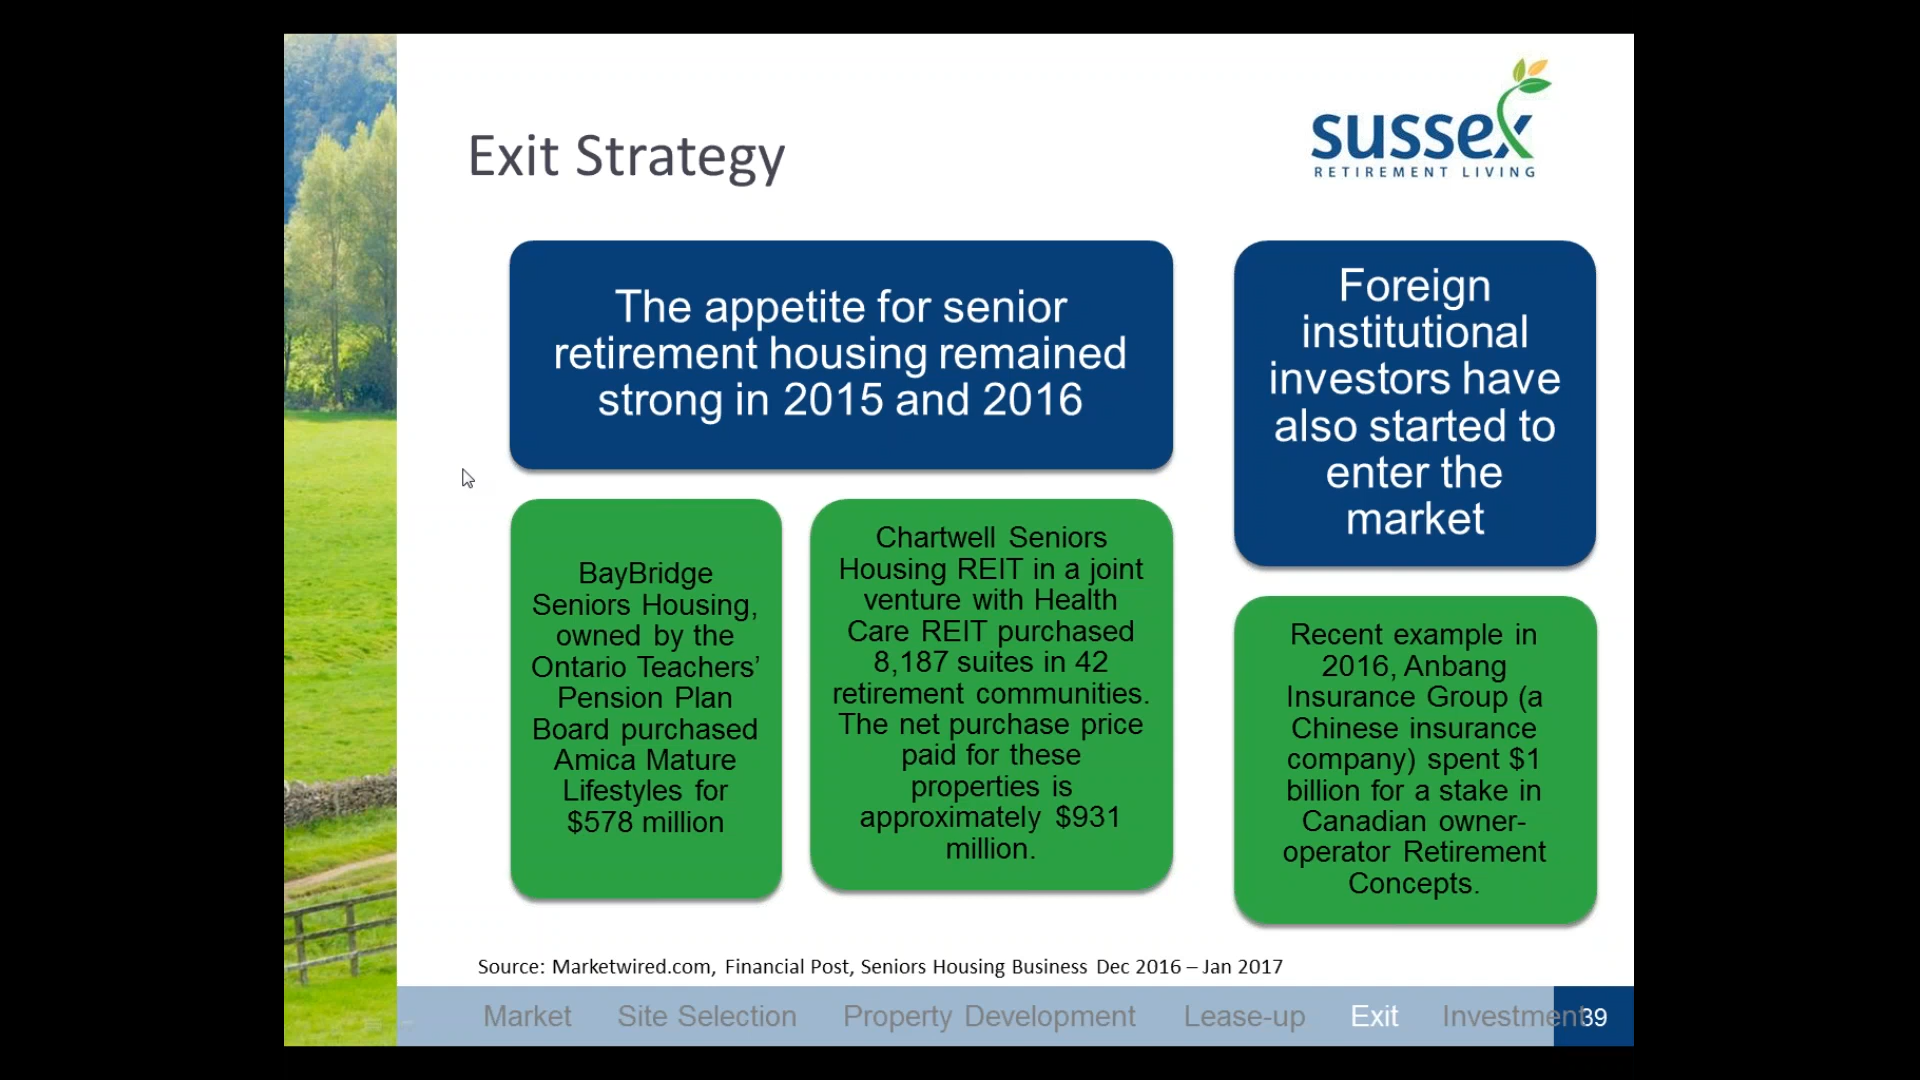 sussex
RETIREMENT LIVING
Exit Strategy
The appetite for senior
retirement housing remained
strong in 2015 and 2016
BayBridge
Seniors Housing,
owned by the
Ontario Teachers’
Pension Plan
Board purchased
Amica Mature
Lifestyles for
$578 million
Chartwell Seniors
Housing REIT in a joint
venture with Health
Care REIT purchased
8,187 suites in 42
retirement communities.
The net purchase price
paid for these
properties is
approximately $931
million.
Foreign
institutional
investors have
also started to
enter the
market
Recent example in
2016, Anbang
Insurance Group (a
Chinese insurance
company) spent $1
billion for a stake in
Canadian owner-
operator Retirement
Concepts.
Source: Marketwired.com, Financial Post, Seniors Housing Business Dec 2016 – Jan 2017
Market Site Selection Property Development Lease-up Exit Investment 39